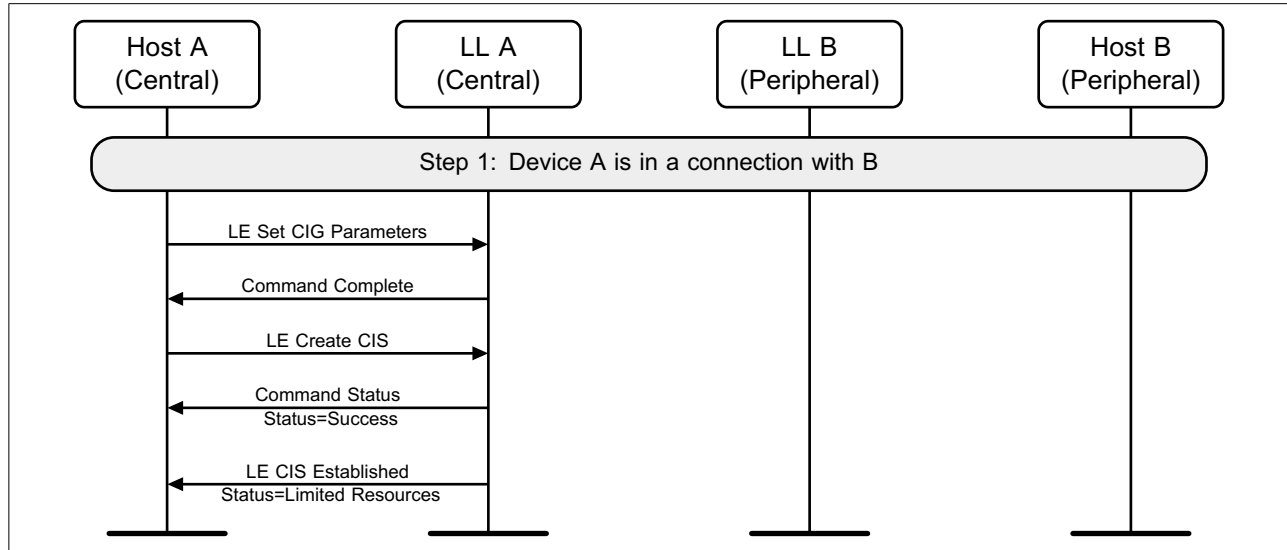 Host A
(Central)
LL A
(Central)
LL B
(Peripheral)
Host B
(Peripheral)
Step 1: Device A is in a connection with B
LE Set CIG Parameters
Command Complete
LE Create CIS
Command Status
Status=Success
LE CIS Established
Status=Limited Resources